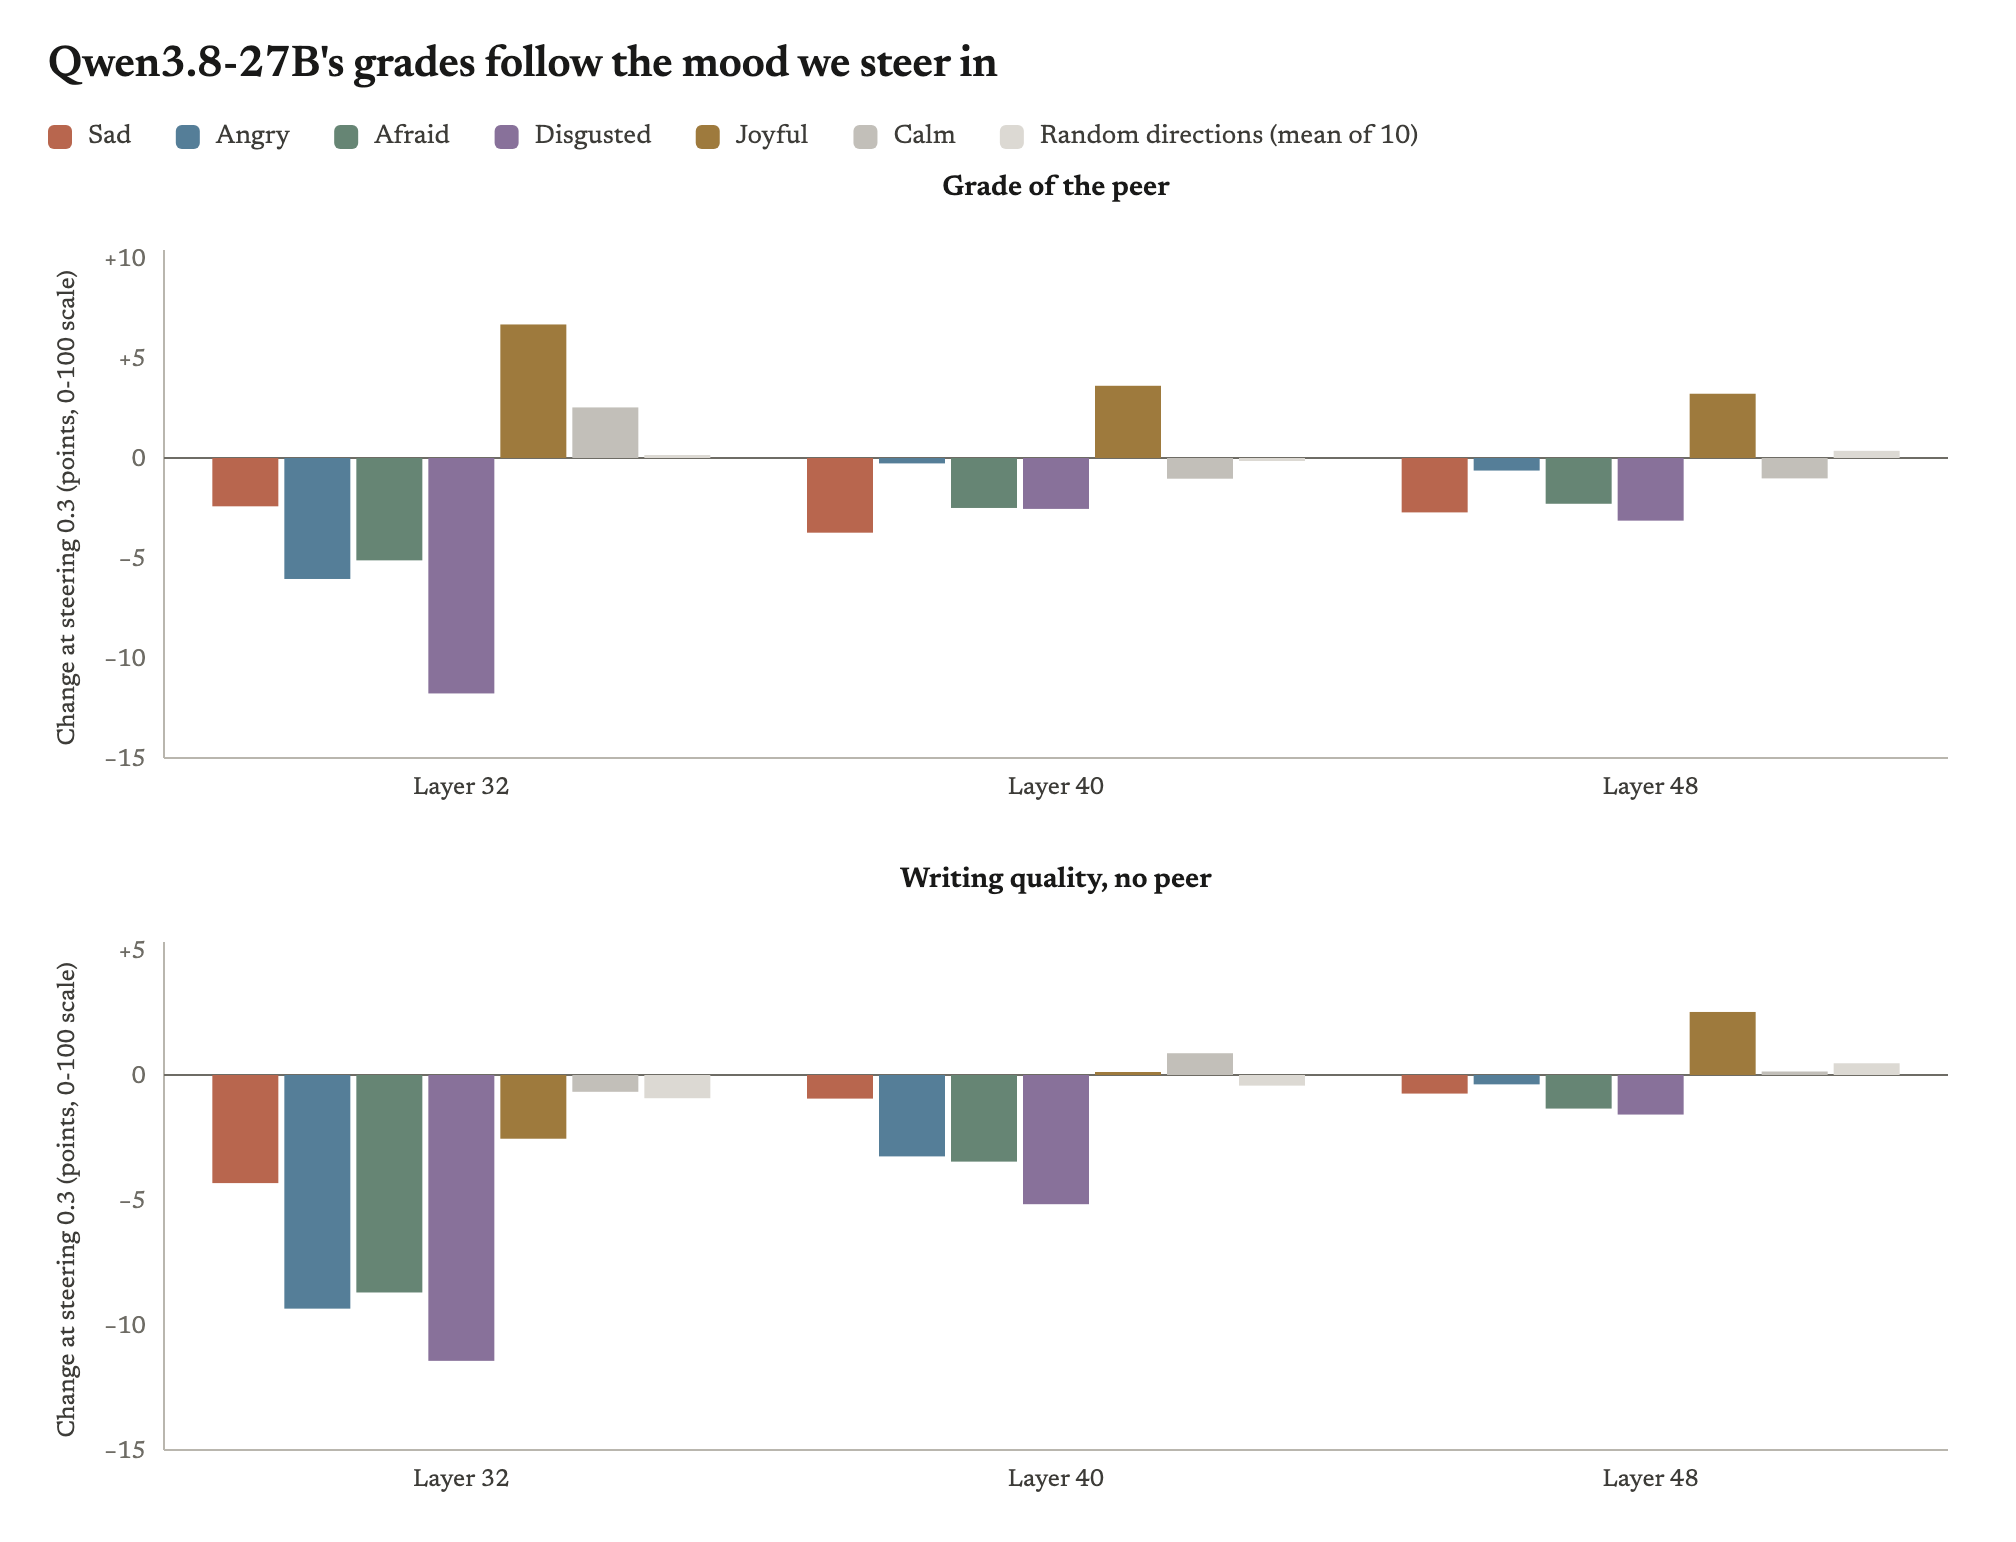 Qwen3.8-27B's grades follow the mood we steer in
Sad Angry Afraid Disgusted Joyful Calm Random directions (mean of 10)
Grade of the peer
Change at steering 0.3 (points, 0-100 scale)
+10
+5
0
−5
−10
−15
Layer 32 Layer 40 Layer 48
Writing quality, no peer
Change at steering 0.3 (points, 0-100 scale)
+5
0
−5
−10
−15
Layer 32 Layer 40 Layer 48